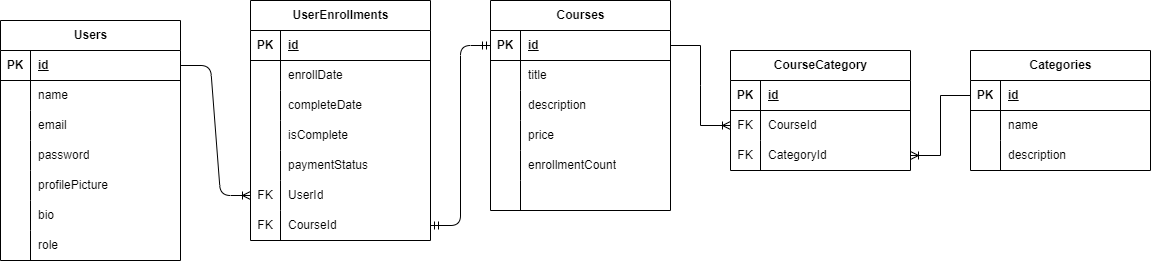 Users
PK id
name
email
password
profilePicture
bio
role
UserEnrollments
PK id
enrollDate
completeDate
isComplete
paymentStatus
FK UserId
FK CourseId
Courses
PK id
title
description
price
enrollmentCount
CourseCategory
PK id
FK CourseId
FK CategoryId
Categories
PK id
name
description